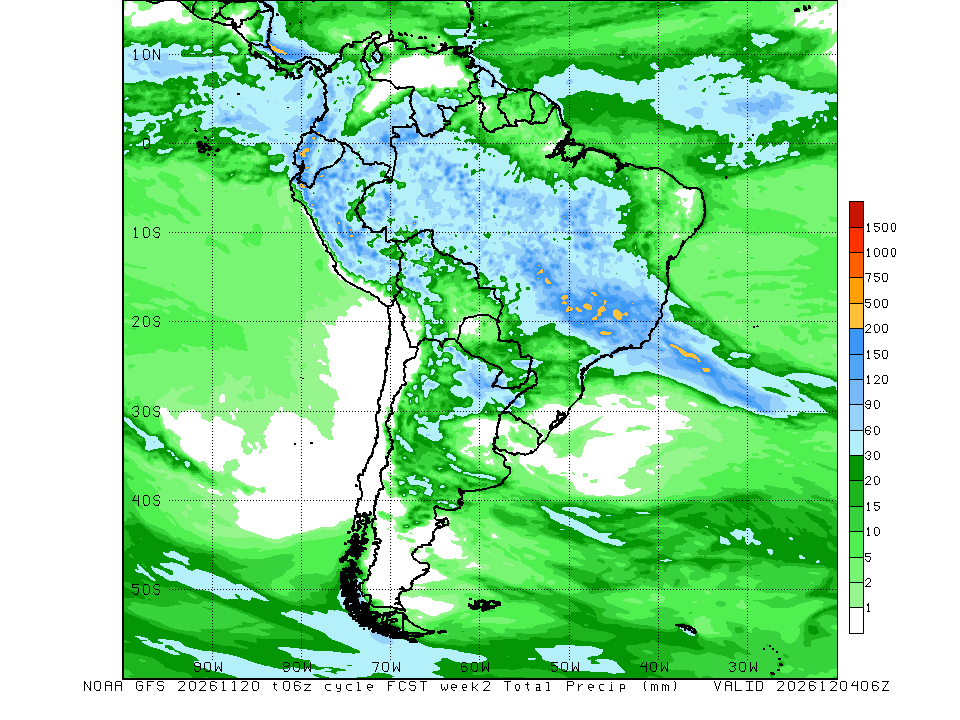 10N
0
10S
20S
30S
40S
50S
90W 80W 70W 60W 50W 40W 30W
1500
1000
750
500
200
150
120
90
60
30
20
15
10
5
2
1
NOAA GFS 20261120 t06z cycle FCST week2 Total Precip (mm) VALID 2026120406Z